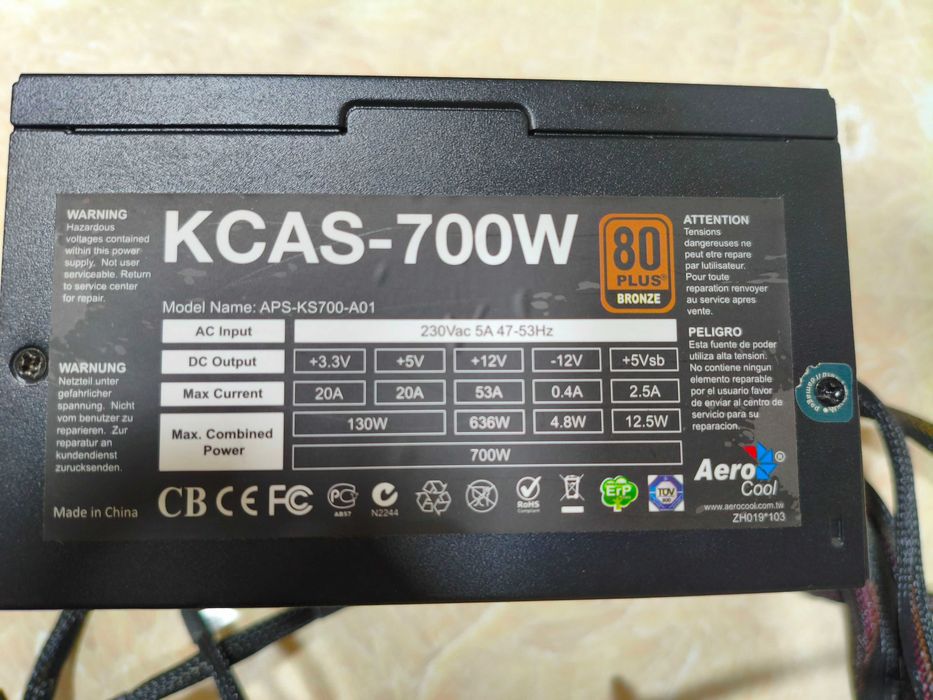 WARNING
Hazardous
voltages contained
within this power
supply. Not user
serviceable. Return
to service center
for repair.
WARNUNG
Netzteil unter
gefahrlicher
spannung. Nicht
vom benutzer zu
reparieren. Zur
reparatur an
kundendienst
zurucksenden.
Made in China
KCAS-700W
80
PLUS®
BRONZE
Model Name: APS-KS700-A01
AC Input 230Vac 5A 47-53Hz
DC Output +3.3V +5V +12V -12V +5Vsb
Max Current 20A 20A 53A 0.4A 2.5A
Max. Combined
Power
130W 636W 4.8W 12.5W
700W
CB CE FC PC
AB57
N2244
RoHS
Compliant
ErP
TÜV
ATTENTION
Tensions
dangereuses ne
peut etre repare
par lutilisateur.
Pour toute
reparation renvoyer
au service apres
vente.
PELIGRO
Esta fuente de poder
utiliza alta tension.
No contiene ningun
elemento reparable
por el usuario favor
de enviar al centro de
servicio para su
reparacion.
Aero®
Cool
www.aerocool.com.tw
ZH019*103